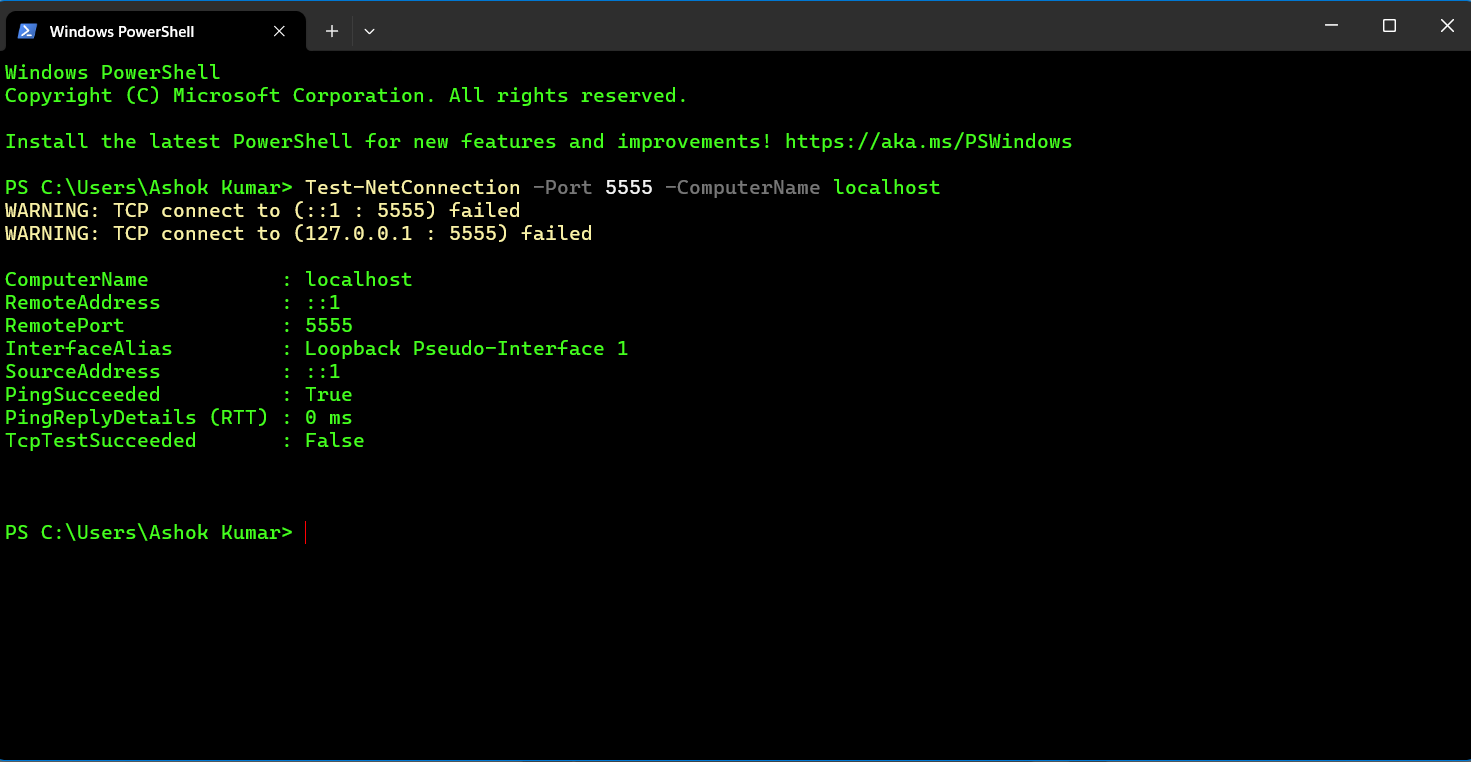 Windows PowerShell
Windows PowerShell
Copyright (C) Microsoft Corporation. All rights reserved.
Install the latest PowerShell for new features and improvements! https://aka.ms/PSWindows
PS C:\Users\Ashok Kumar> Test-NetConnection -Port 5555 -ComputerName localhost
WARNING: TCP connect to (::1 : 5555) failed
WARNING: TCP connect to (127.0.0.1 : 5555) failed
ComputerName           : localhost
RemoteAddress          : ::1
RemotePort             : 5555
InterfaceAlias         : Loopback Pseudo-Interface 1
SourceAddress          : ::1
PingSucceeded          : True
PingReplyDetails (RTT) : 0 ms
TcpTestSucceeded       : False
PS C:\Users\Ashok Kumar>